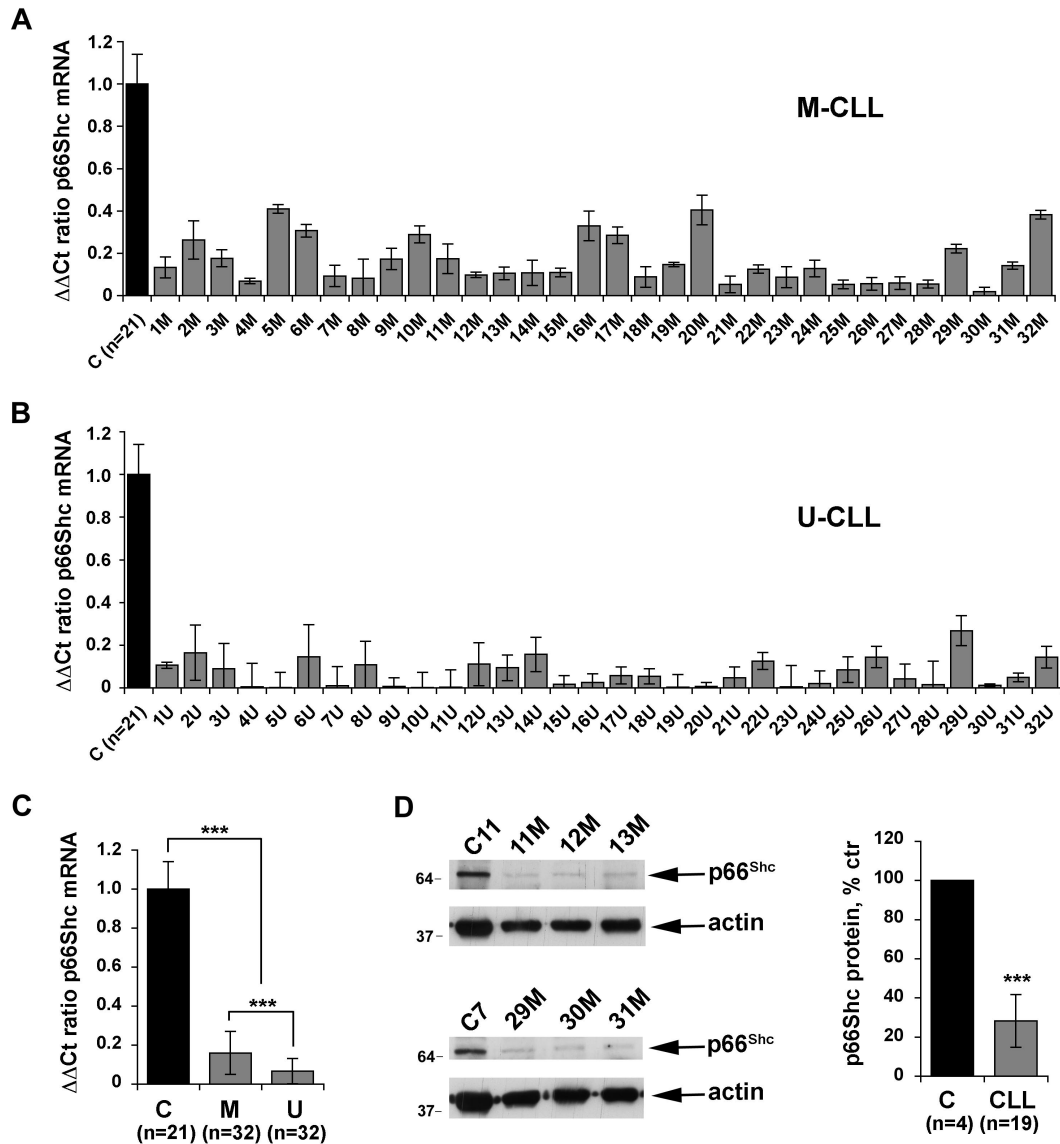 A
ΔΔCt ratio p66Shc mRNA
1.2
1.0
0.8
0.6
0.4
0.2
0
M-CLL
C (n=21) 1M 2M 3M 4M 5M 6M 7M 8M 9M 10M 11M 12M 13M 14M 15M 16M 17M 18M 19M 20M 21M 22M 23M 24M 25M 26M 27M 28M 29M 30M 31M 32M
B
ΔΔCt ratio p66Shc mRNA
1.2
1.0
0.8
0.6
0.4
0.2
0
U-CLL
C (n=21) 1U 2U 3U 4U 5U 6U 7U 8U 9U 10U 11U 12U 13U 14U 15U 16U 17U 18U 19U 20U 21U 22U 23U 24U 25U 26U 27U 28U 29U 30U 31U 32U
C
ΔΔCt ratio p66Shc mRNA
1.2
1.0
0.8
0.6
0.4
0.2
0
***
***
C M U
(n=21) (n=32) (n=32)
D
C11 11M 12M 13M
64-
p66Shc
37-
actin
C7 29M 30M 31M
64-
p66Shc
37-
actin
p66Shc protein, % ctr
120
100
80
60
40
20
0
***
C CLL
(n=4) (n=19)